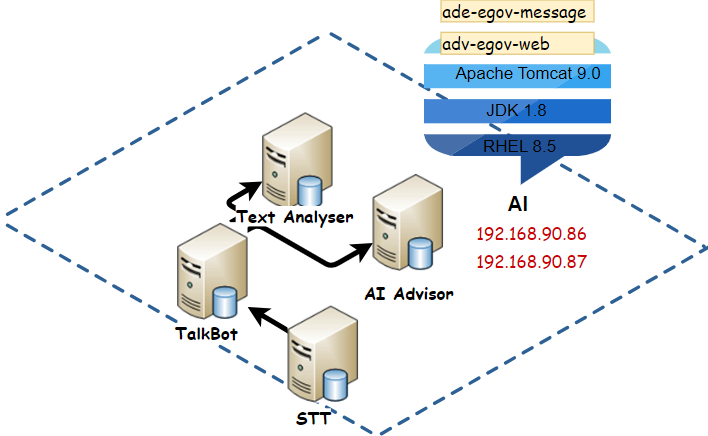 ade-egov-message
adv-egov-web
Apache Tomcat 9.0
JDK 1.8
RHEL 8.5
AI
192.168.90.86
192.168.90.87
Text Analyser
AI Advisor
TalkBot
STT